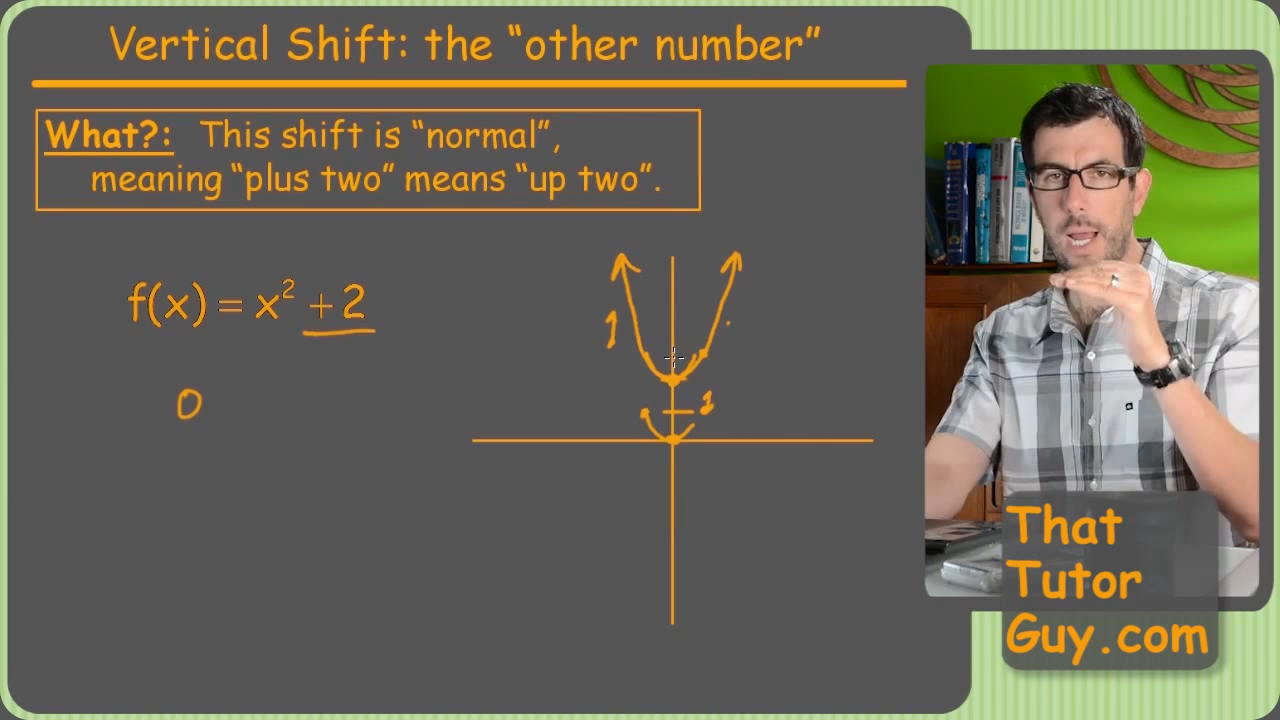 Vertical Shift: the “other number”
What?: This shift is “normal”,
meaning “plus two” means “up two”.
f(x) = x² + 2
0
1
1
That
Tutor
Guy.com